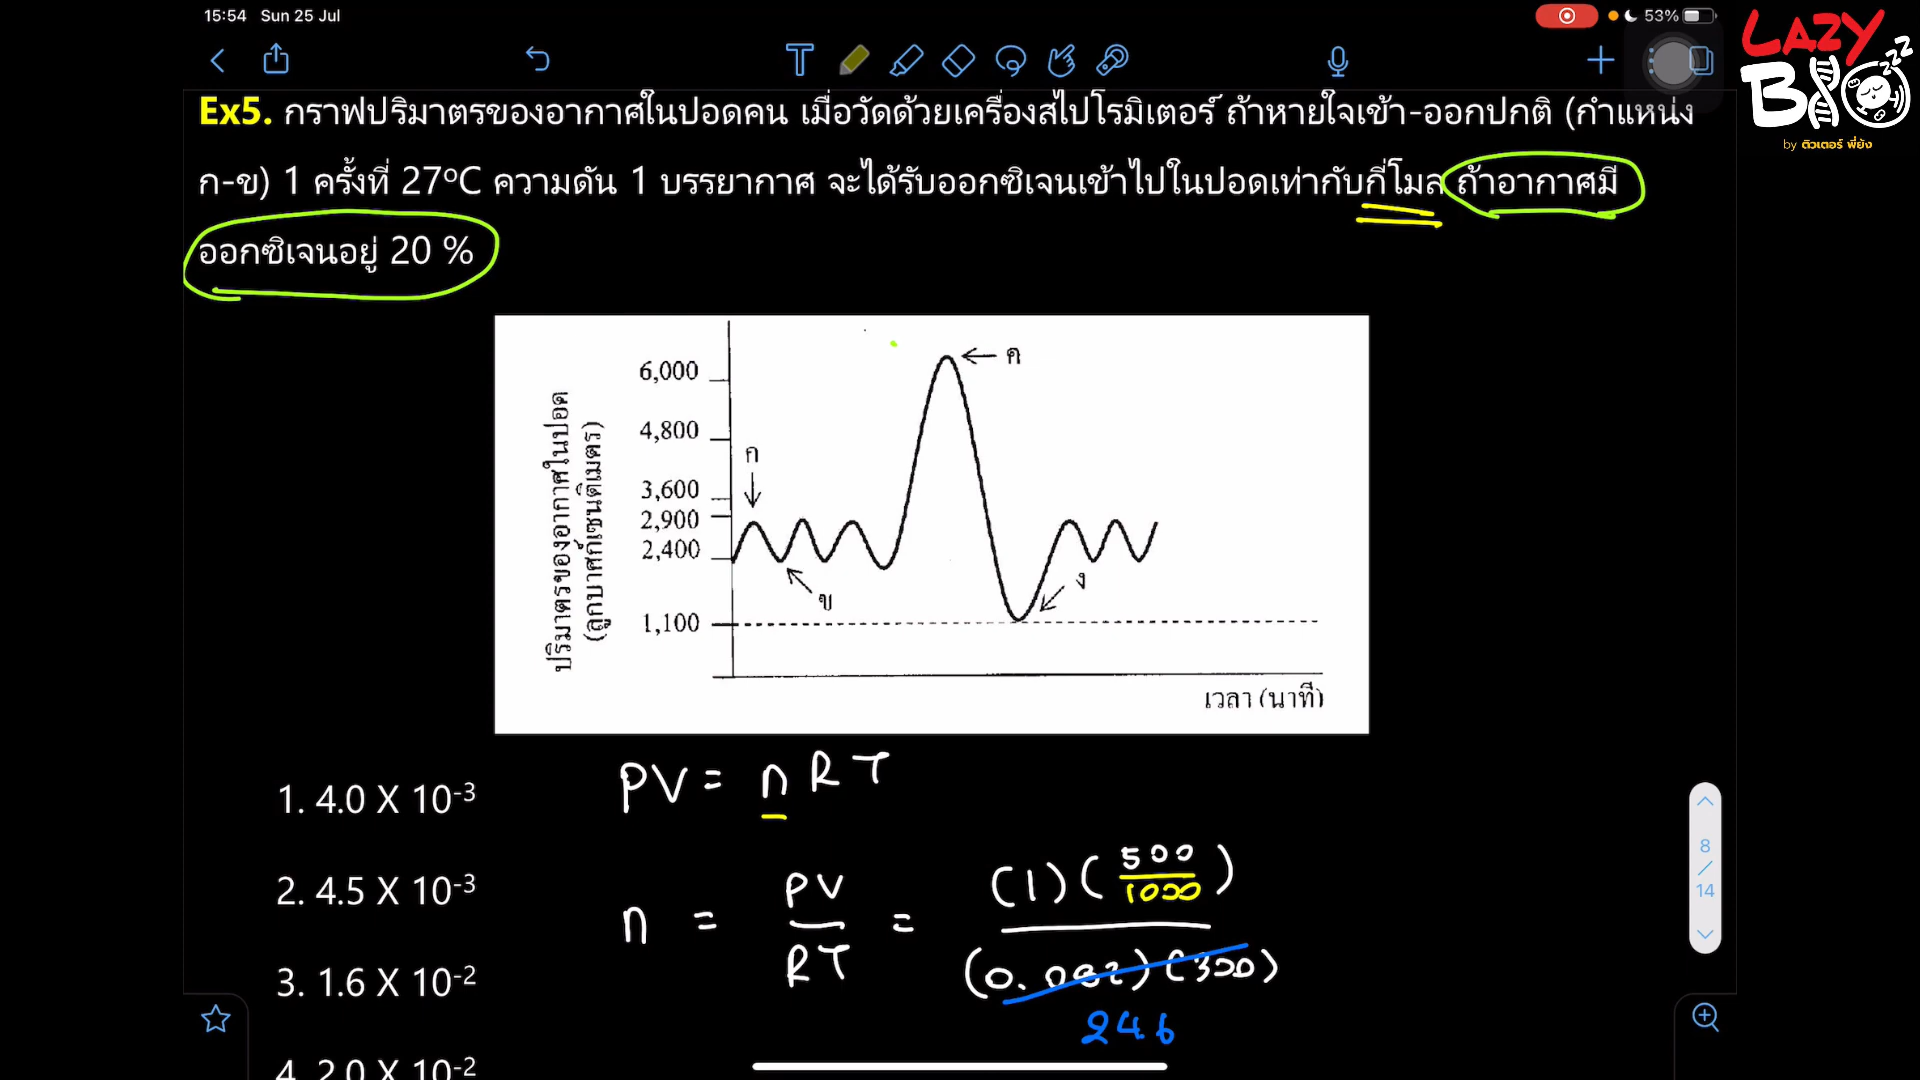 15:54 Sun 25 Jul
53%
LAZY
BIO zzz
by ติวเตอร์ พี่ยัง
Ex5. กราฟปริมาตรของอากาศในปอดคน เมื่อวัดด้วยเครื่องสไปโรมิเตอร์ ถ้าหายใจเข้า-ออกปกติ (กำแหน่ง
ก-ข) 1 ครั้งที่ 27ºC ความดัน 1 บรรยากาศ จะได้รับออกซิเจนเข้าไปในปอดเท่ากับกี่โมล ถ้าอากาศมี
ออกซิเจนอยู่ 20 %
ปริมาตรของอากาศในปอด
(ลูกบาศก์เซนติเมตร)
6,000
4,800
3,600
2,900
2,400
1,100
ก
ข
ค
ง
เวลา (นาที)
PV = nRT
n = PV/RT = (1)(500/1000)/(0.082)(300)
24.6
1. 4.0 X 10⁻³
2. 4.5 X 10⁻³
3. 1.6 X 10⁻²
4. 2.0 X 10⁻²
8
/
14